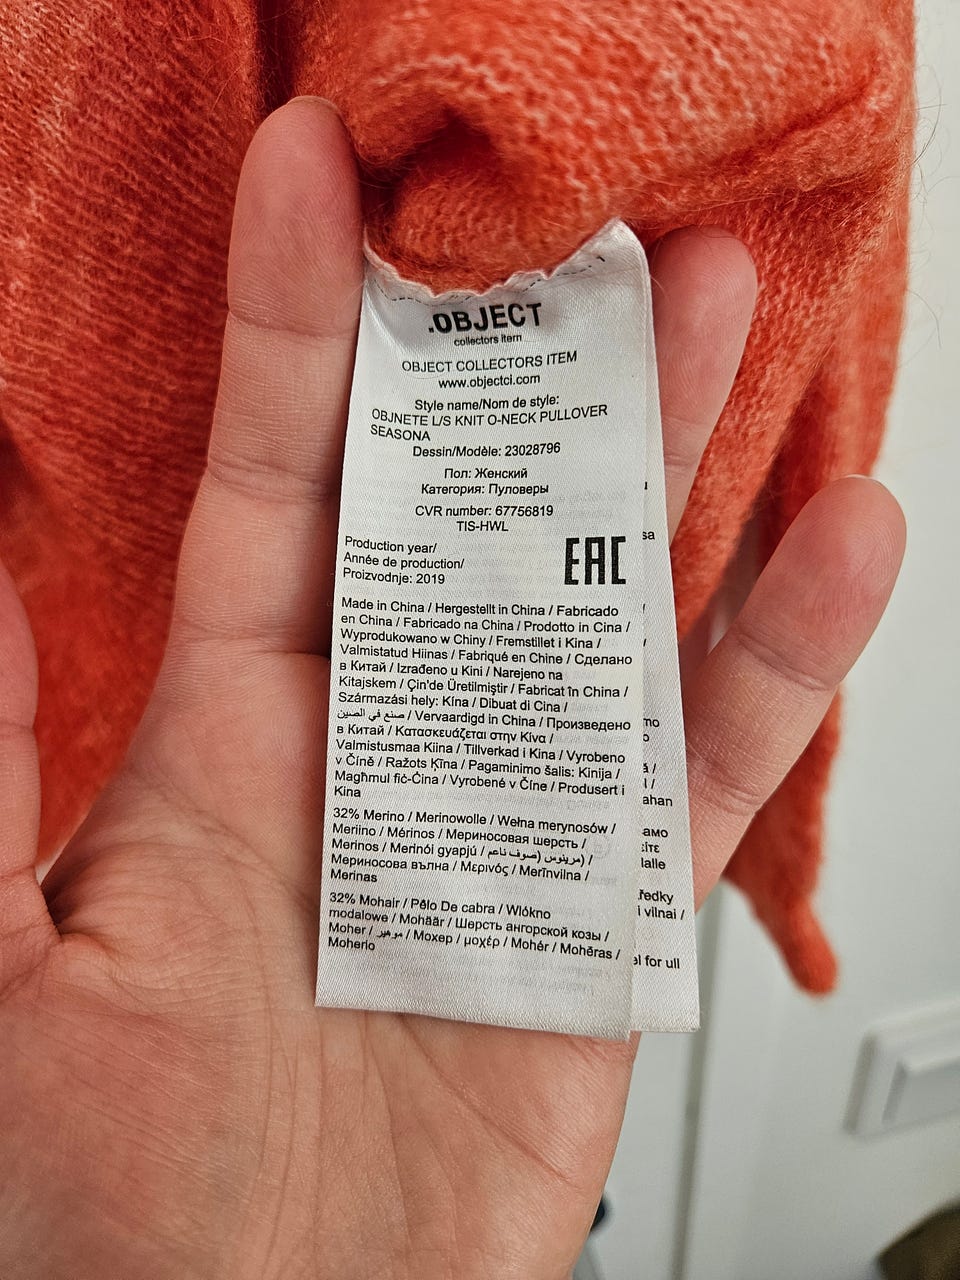 .OBJECT
collectors item
OBJECT COLLECTORS ITEM
www.objectci.com
Style name/Nom de style:
OBJNETE L/S KNIT O-NECK PULLOVER
SEASONA
Dessin/Modèle: 23028796
Пол: Женский
Категория: Пуловеры
CVR number: 67756819
TIS-HWL
EAC
Production year/
Année de production/
Proizvodnje: 2019
Made in China / Hergestellt in China / Fabricado
en China / Fabricado na China / Prodotto in Cina /
Wyprodukowano w Chiny / Fremstillet i Kina /
Valmistatud Hiinas / Fabriqué en Chine / Сделано
в Китай / Izrađeno u Kini / Narejeno na
Kitajskem / Çin'de Üretilmiştir / Fabricat în China /
Származási hely: Kína / Dibuat di Cina /
صنع في الصين / Vervaardigd in China / Произведено
в Китай / Κατασκευάζεται στην Κίνα /
Valmistusmaa Kiina / Tillverkad i Kina / Vyrobeno
v Číně / Ražots Ķīna / Pagaminimo šalis: Kinija /
Magħmul fiċ-Ċina / Vyrobené v Číne / Produsert i
Kina
32% Merino / Merinowolle / Wełna merynosów /
Meriino / Mérinos / Мериносовая шерсть /
Merinos / Merinói gyapjú / مرينوس (صوف ناعم) /
Мериносова вълна / Μερινός / Merīnvilna /
Merinas
32% Mohair / Pêlo De cabra / Włókno
modalowe / Mohäär / Шерсть ангорской козы /
Moher / موهير / Мохер / μοχέρ / Mohér / Mohēras /
Moherio